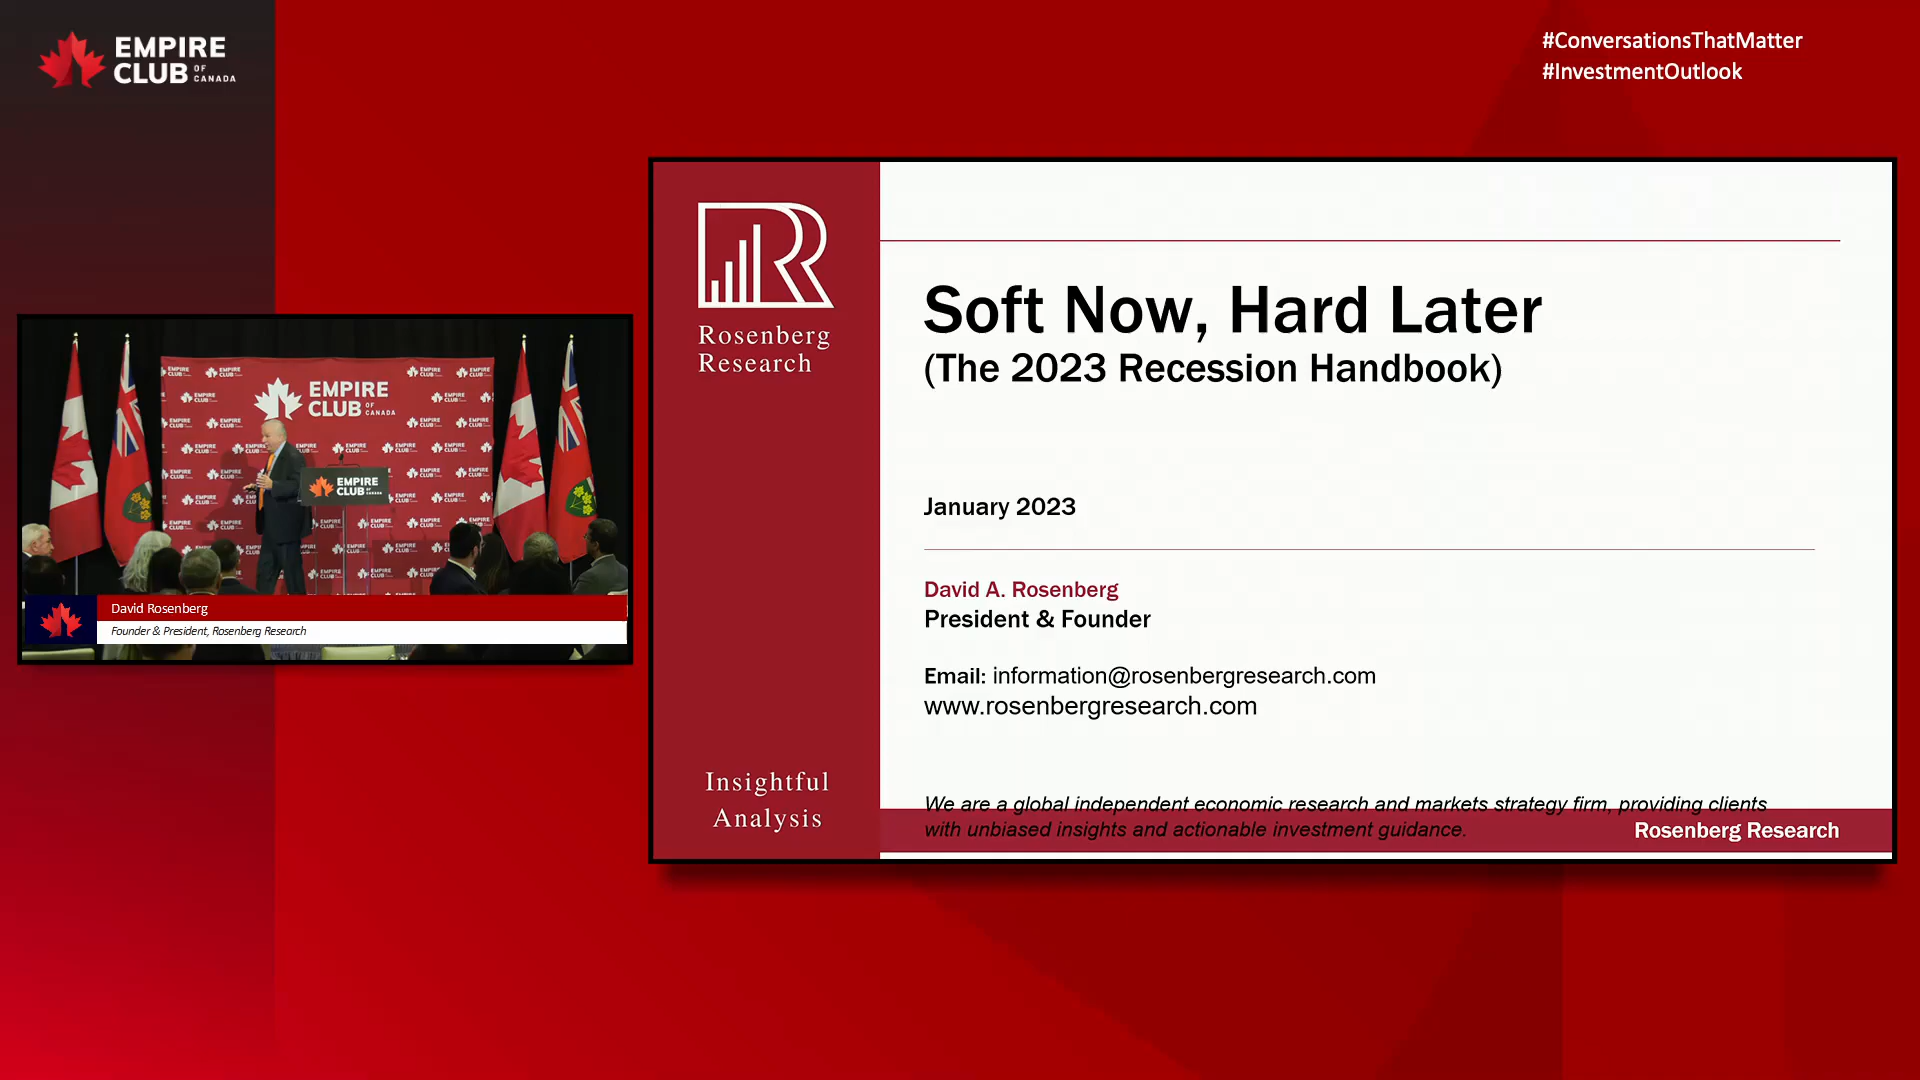 EMPIRE
CLUB OF CANADA
#ConversationsThatMatter
#InvestmentOutlook
EMPIRE
CLUB OF CANADA
EMPIRE
CLUB OF CANADA
David Rosenberg
Founder & President, Rosenberg Research
Rosenberg
Research
Insightful
Analysis
Soft Now, Hard Later
(The 2023 Recession Handbook)
January 2023
David A. Rosenberg
President & Founder
Email: information@rosenbergresearch.com
www.rosenbergresearch.com
We are a global independent economic research and markets strategy firm, providing clients
with unbiased insights and actionable investment guidance.
Rosenberg Research